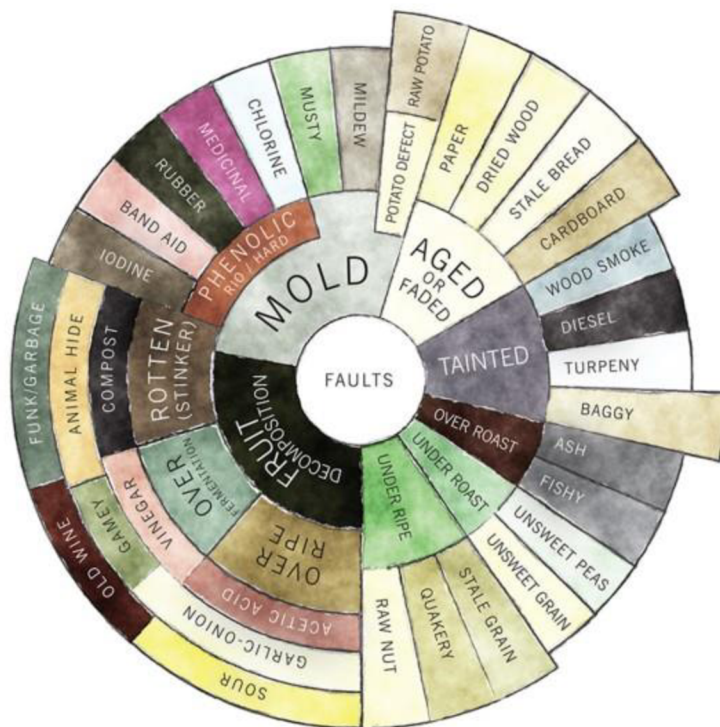 FAULTS
MOLD
PHENOLIC
RIO / HARD
IODINE
BAND AID
RUBBER
MEDICINAL
CHLORINE
MUSTY
MILDEW
AGED
OR
FADED
POTATO DEFECT
RAW POTATO
PAPER
DRIED WOOD
STALE BREAD
CARDBOARD
TAINTED
WOOD SMOKE
DIESEL
TURPENY
BAGGY
OVER ROAST
ASH
FISHY
UNDER ROAST
UNSWEET PEAS
UNSWEET GRAIN
UNDER RIPE
STALE GRAIN
QUAKERY
RAW NUT
FRUIT
DECOMPOSITION
OVER
RIPE
ACETIC ACID
GARLIC-ONION
SOUR
OVER
FERMENTATION
VINEGAR
GAMEY
OLD WINE
ROTTEN
(STINKER)
COMPOST
ANIMAL HIDE
FUNK/GARBAGE